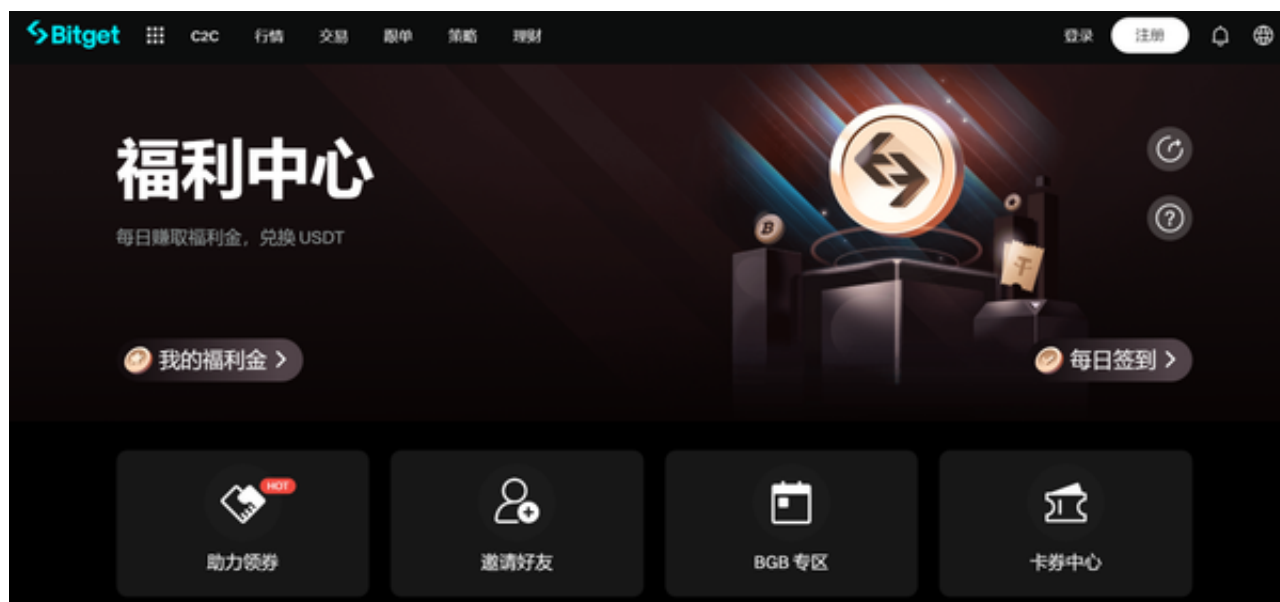 Bitget C2C 行情 交易 跟单 策略 理财 登录 注册
福利中心
每日赚取福利金，兑换 USDT
我的福利金
每日签到
HOT
助力领券 邀请好友 BGB 专区 卡券中心